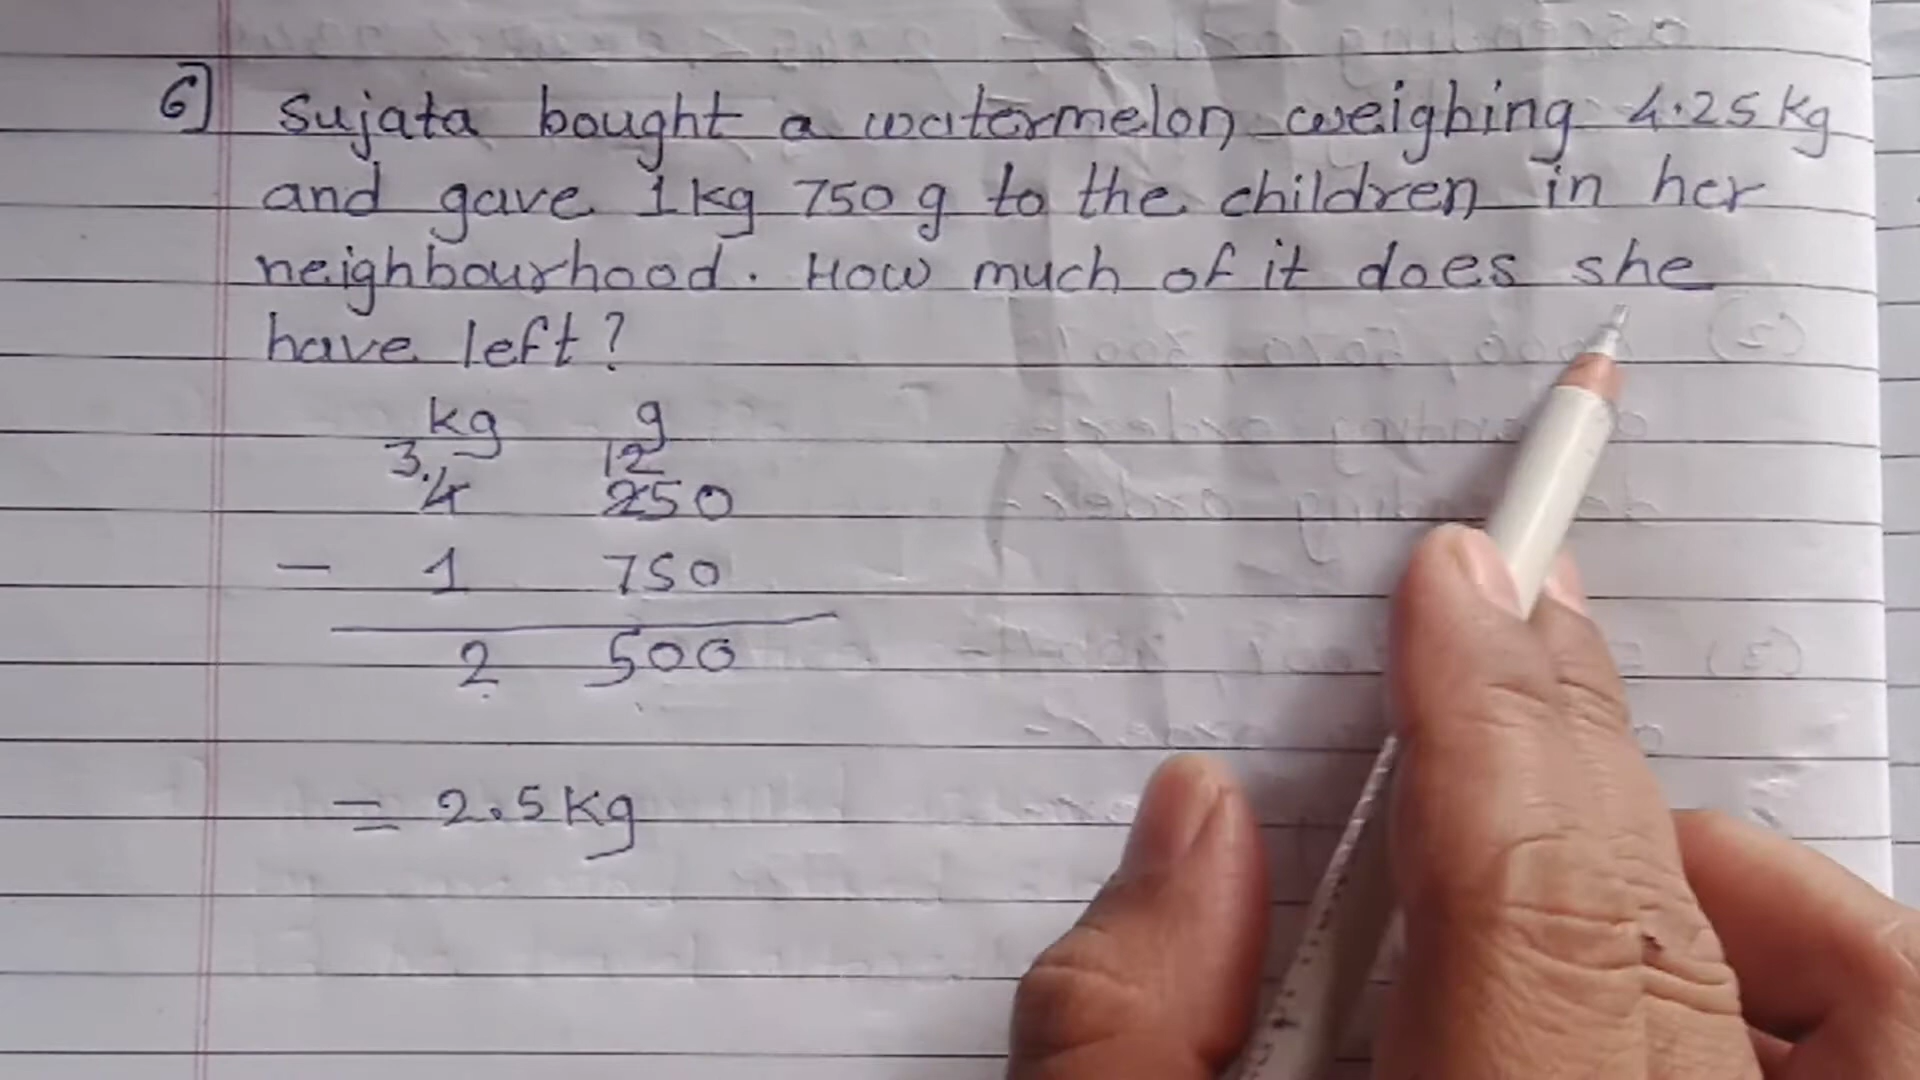 6] Sujata bought a watermelon weighing 4.25 kg
and gave 1 kg 750 g to the children in her
neighbourhood. How much of it does she
have left?
kg g
3. 12
4 250
- 1 750
2 500
= 2.5 kg